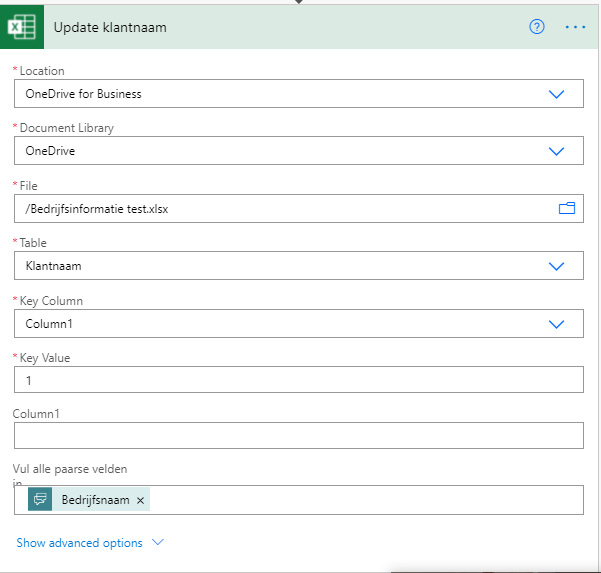 Update klantnaam
* Location
OneDrive for Business
* Document Library
OneDrive
* File
/Bedrijfsinformatie test.xlsx
* Table
Klantnaam
* Key Column
Column1
* Key Value
1
Column1
Vul alle paarse velden
in
Bedrijfsnaam ×
Show advanced options